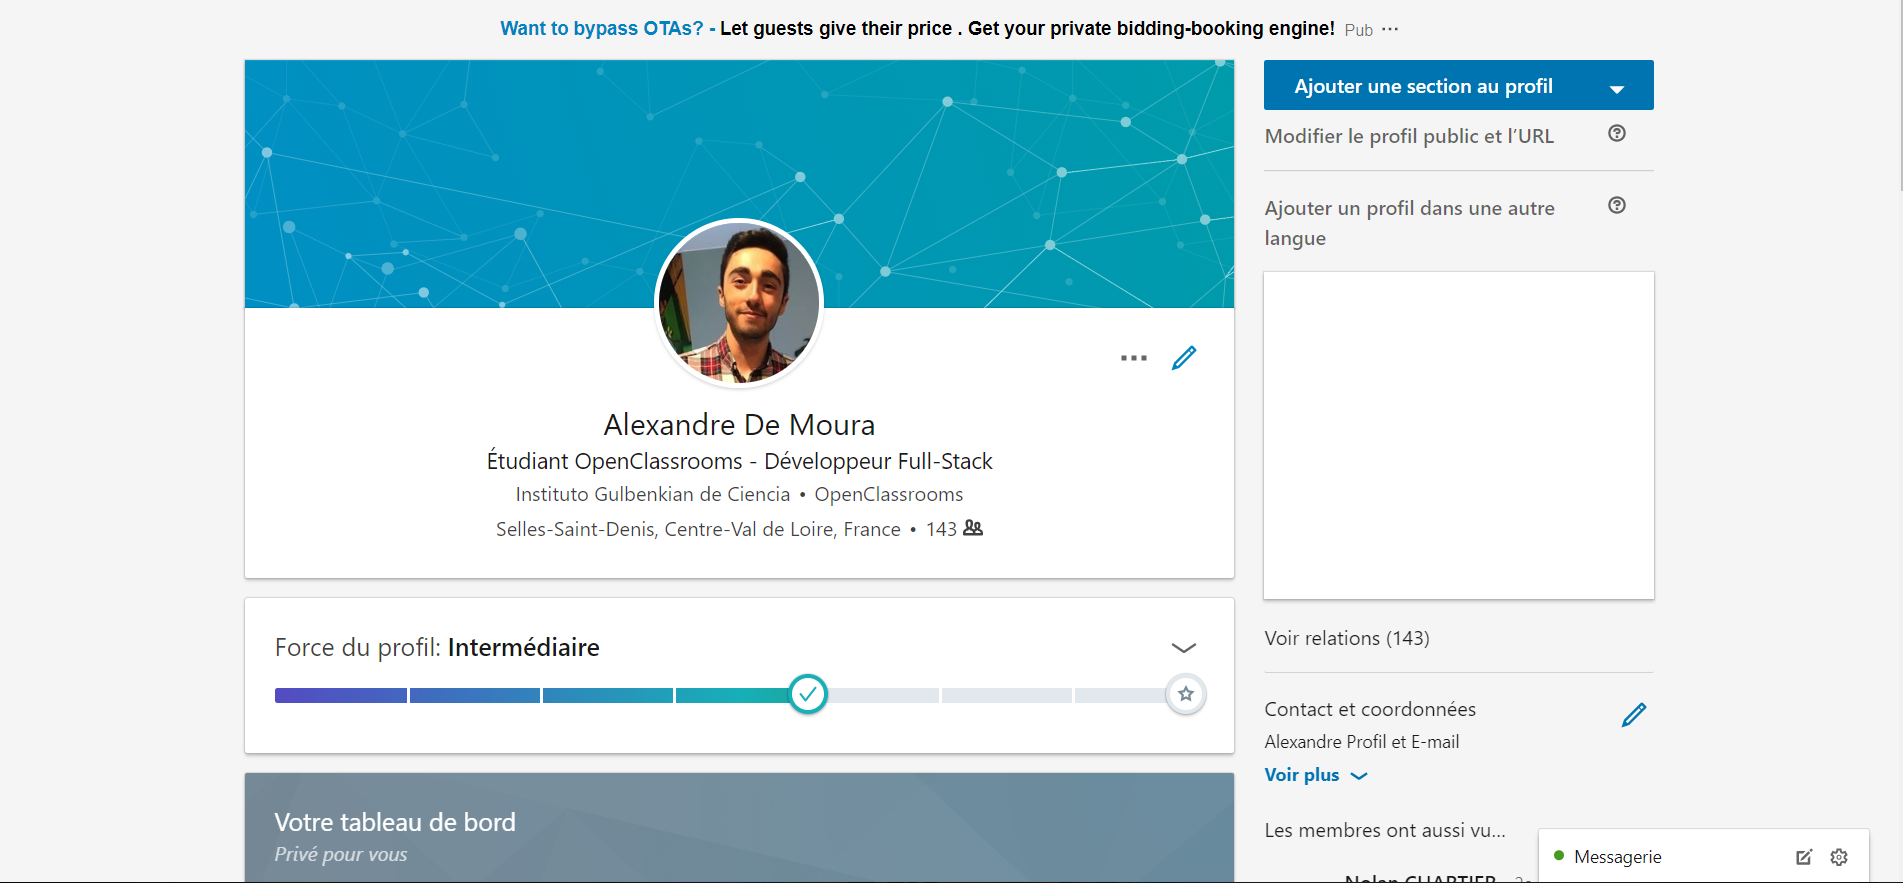 Want to bypass OTAs? - Let guests give their price . Get your private bidding-booking engine! Pub ···
Alexandre De Moura
Étudiant OpenClassrooms - Développeur Full-Stack
Instituto Gulbenkian de Ciencia • OpenClassrooms
Selles-Saint-Denis, Centre-Val de Loire, France • 143
Force du profil: Intermédiaire
Votre tableau de bord
Privé pour vous
Ajouter une section au profil
Modifier le profil public et l’URL
Ajouter un profil dans une autre
langue
Voir relations (143)
Contact et coordonnées
Alexandre Profil et E-mail
Voir plus
Les membres ont aussi vu...
Nolan CHARTIER
Messagerie